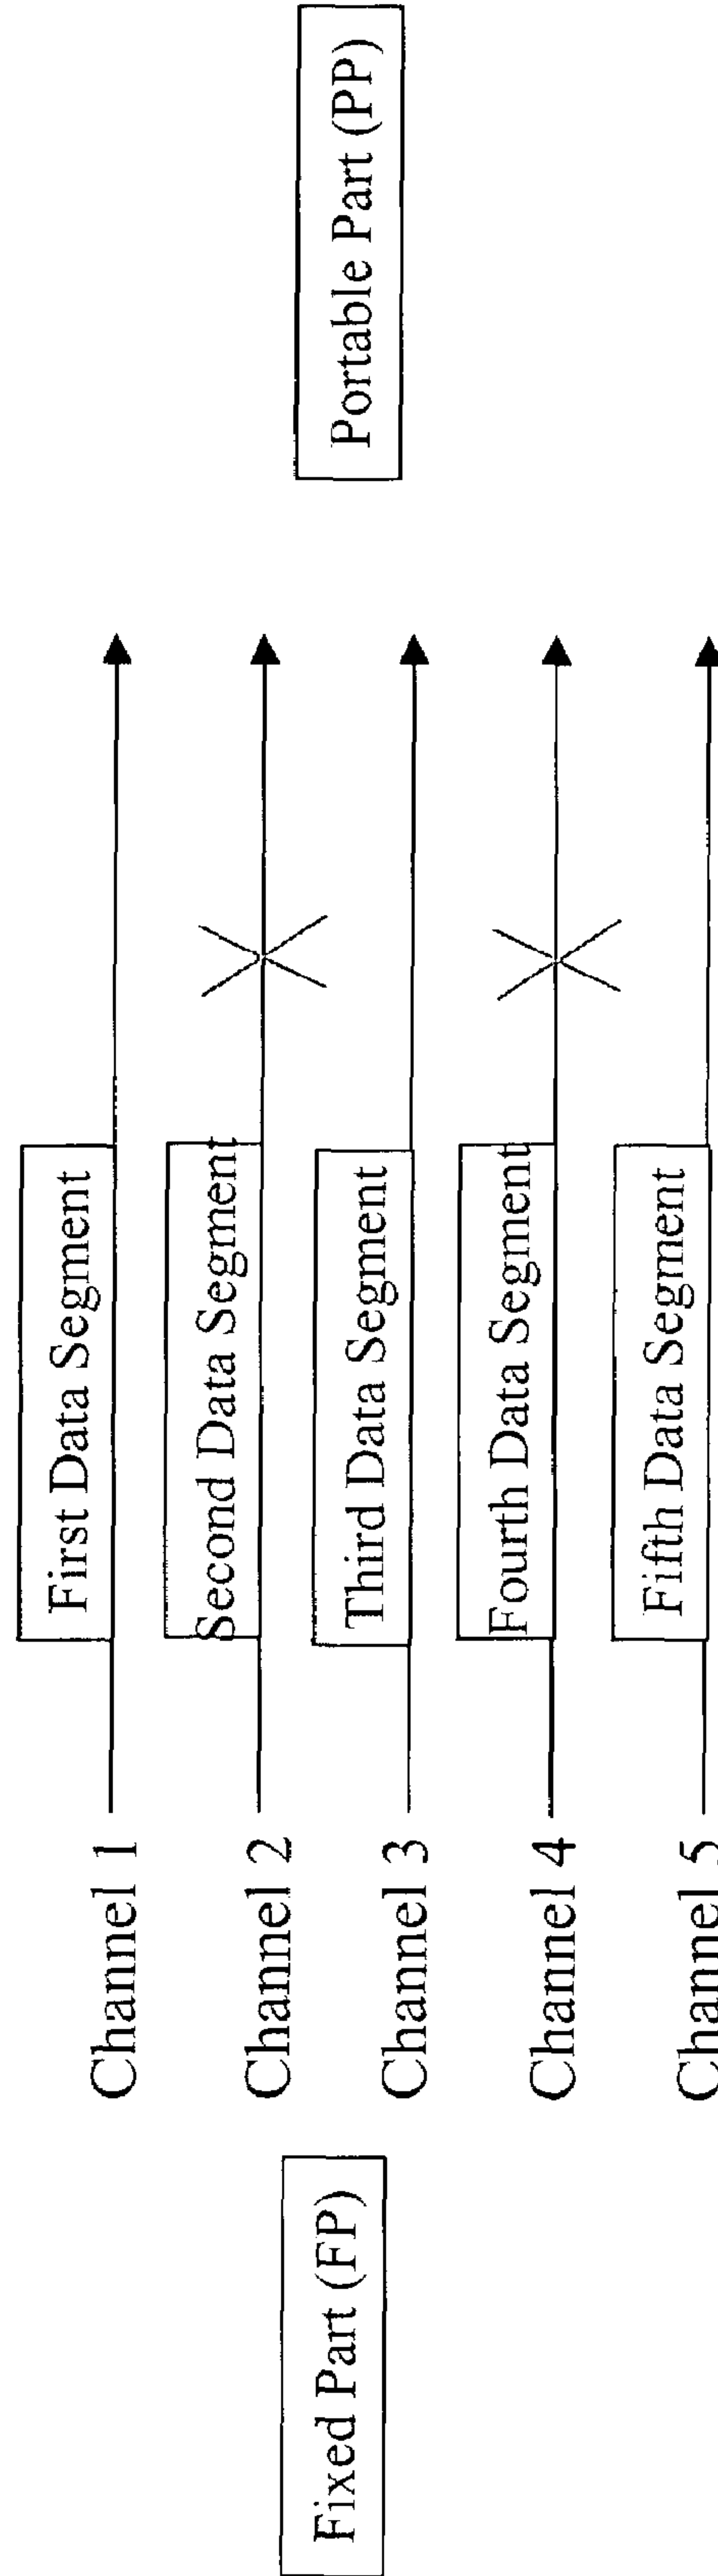 Fixed Part (FP)
Channel 1
First Data Segment
Channel 2
Second Data Segment
Channel 3
Third Data Segment
Channel 4
Fourth Data Segment
Channel 5
Fifth Data Segment
Portable Part (PP)